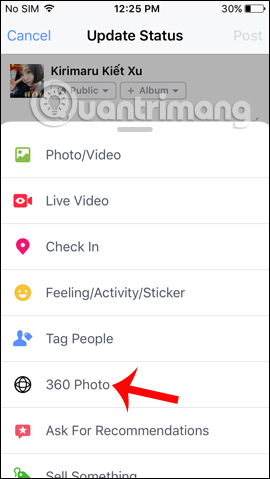 No SIM 12:25 PM 30%
Cancel Update Status Post
Kirimaru Kiết Xu
Public + Album
Quantrimang
Photo/Video
Live Video
Check In
Feeling/Activity/Sticker
Tag People
360 Photo
Ask For Recommendations
Sell Something